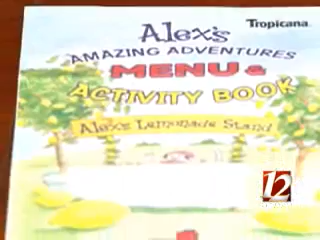 Tropicana
Alex's
AMAZING ADVENTURES
MENU &
ACTIVITY BOOK
Alex's Lemonade Stand
12